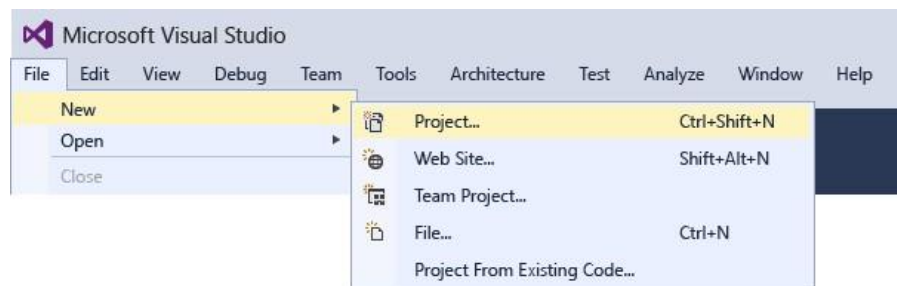 Microsoft Visual Studio
File Edit View Debug Team Tools Architecture Test Analyze Window Help
New
Open
Close
Project... Ctrl+Shift+N
Web Site... Shift+Alt+N
Team Project...
File... Ctrl+N
Project From Existing Code...